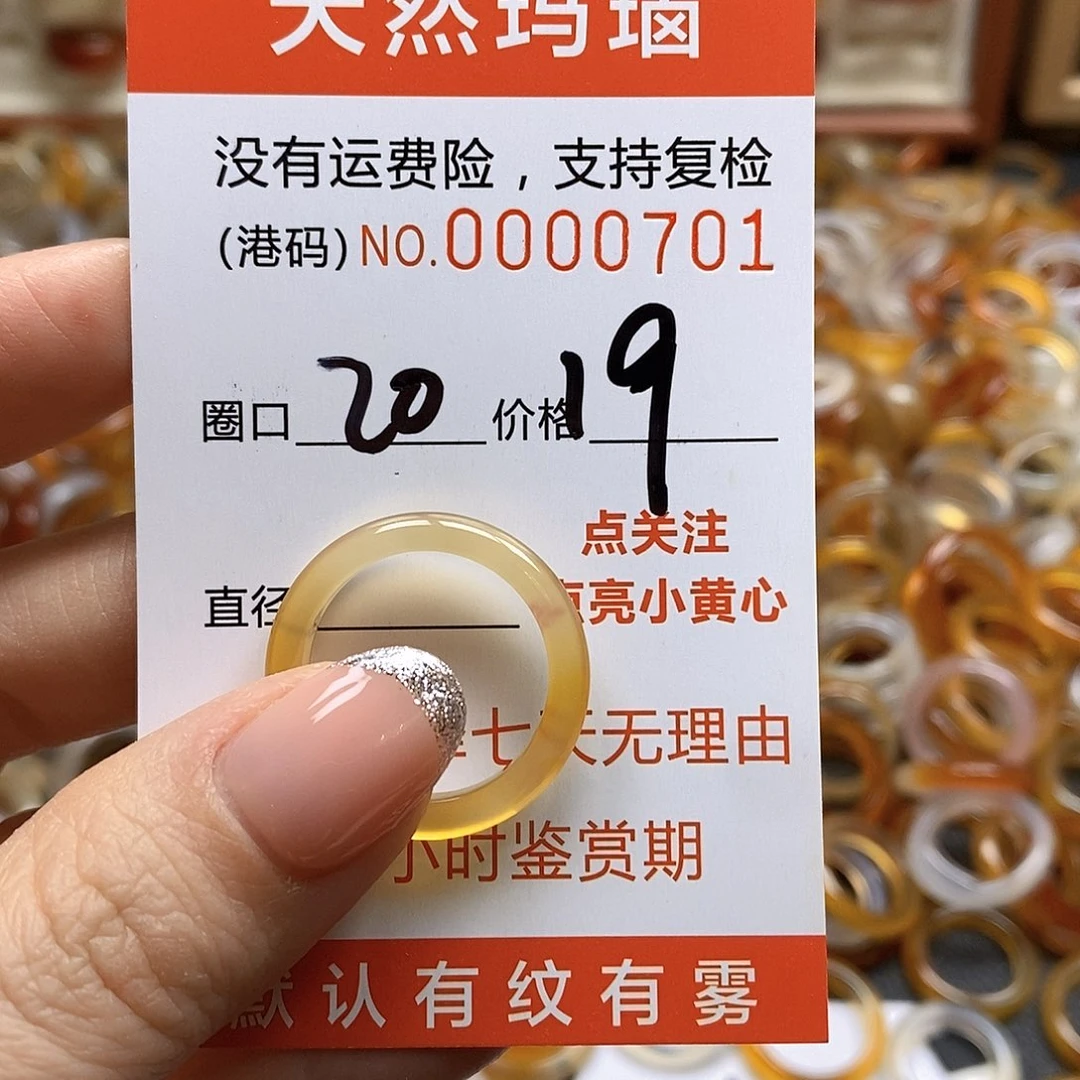 天然玛瑙
没有运费险，支持复检
(港码) NO.0000701
圈口 20 价格 19
点关注
直径 点亮小黄心
七天无理由
小时鉴赏期
默认有纹有雾